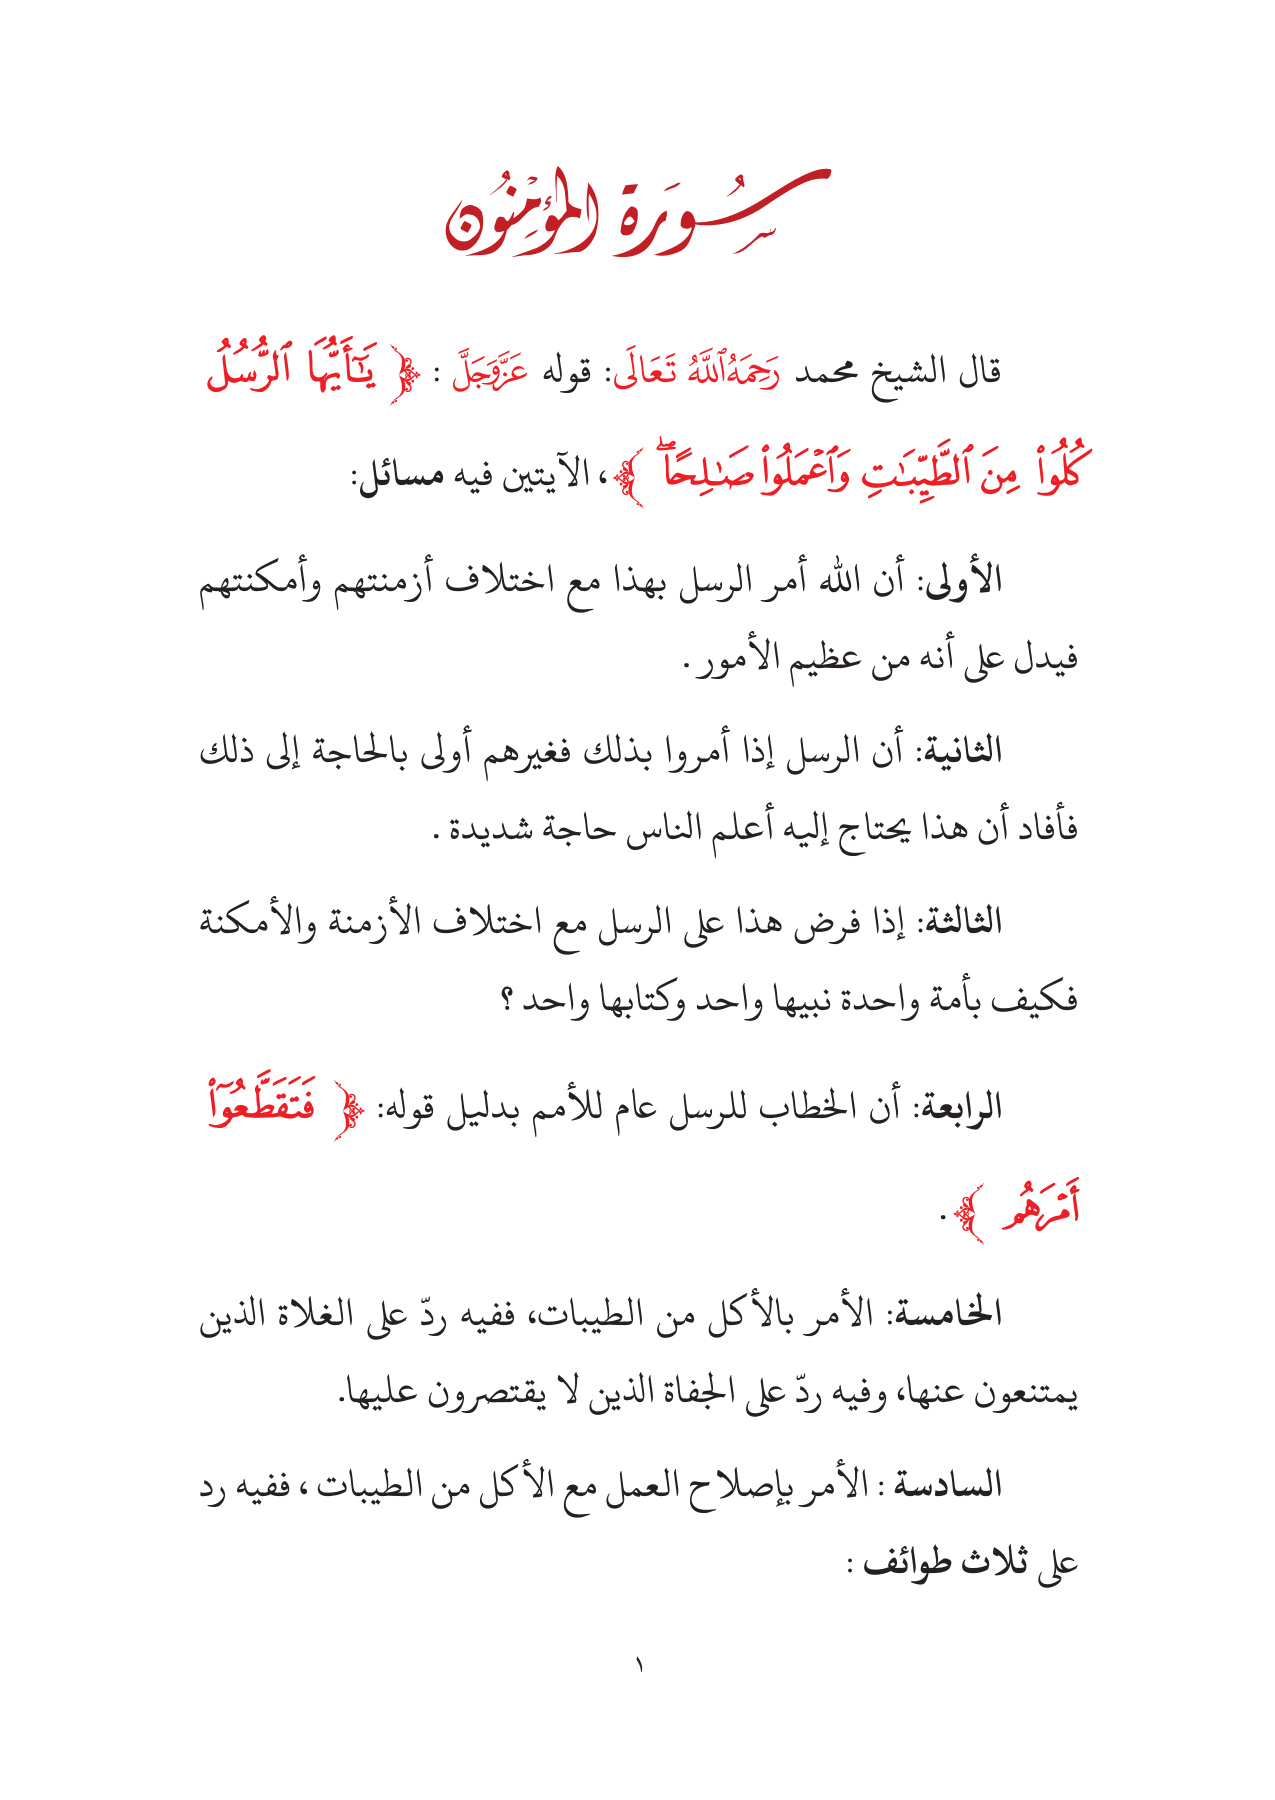 سُورَة المؤْمِنُون
قال الشيخ محمد رَحِمَهُ ٱللَّهُ تَعَالَى: قوله عَزَّ وَجَلَّ : ﴿ يَـٰٓأَيُّهَا ٱلرُّسُلُ
كُلُوا۟ مِنَ ٱلطَّيِّبَـٰتِ وَٱعْمَلُوا۟ صَـٰلِحًاۖ ﴾، الآيتين فيه مسائل:
الأولى: أن الله أمر الرسل بهذا مع اختلاف أزمنتهم وأمكنتهم
فيدل على أنه من عظيم الأمور .
الثانية: أن الرسل إذا أمروا بذلك فغيرهم أولى بالحاجة إلى ذلك
فأفاد أن هذا يحتاج إليه أعلم الناس حاجة شديدة .
الثالثة: إذا فرض هذا على الرسل مع اختلاف الأزمنة والأمكنة
فكيف بأمة واحدة نبيها واحد وكتابها واحد ؟
الرابعة: أن الخطاب للرسل عام للأمم بدليل قوله: ﴿ فَتَقَطَّعُوٓا۟
أَمْرَهُم ﴾ .
الخامسة: الأمر بالأكل من الطيبات، ففيه ردّ على الغلاة الذين
يمتنعون عنها، وفيه ردّ على الجفاة الذين لا يقتصرون عليها.
السادسة : الأمر بإصلاح العمل مع الأكل من الطيبات ، ففيه رد
على ثلاث طوائف :
١